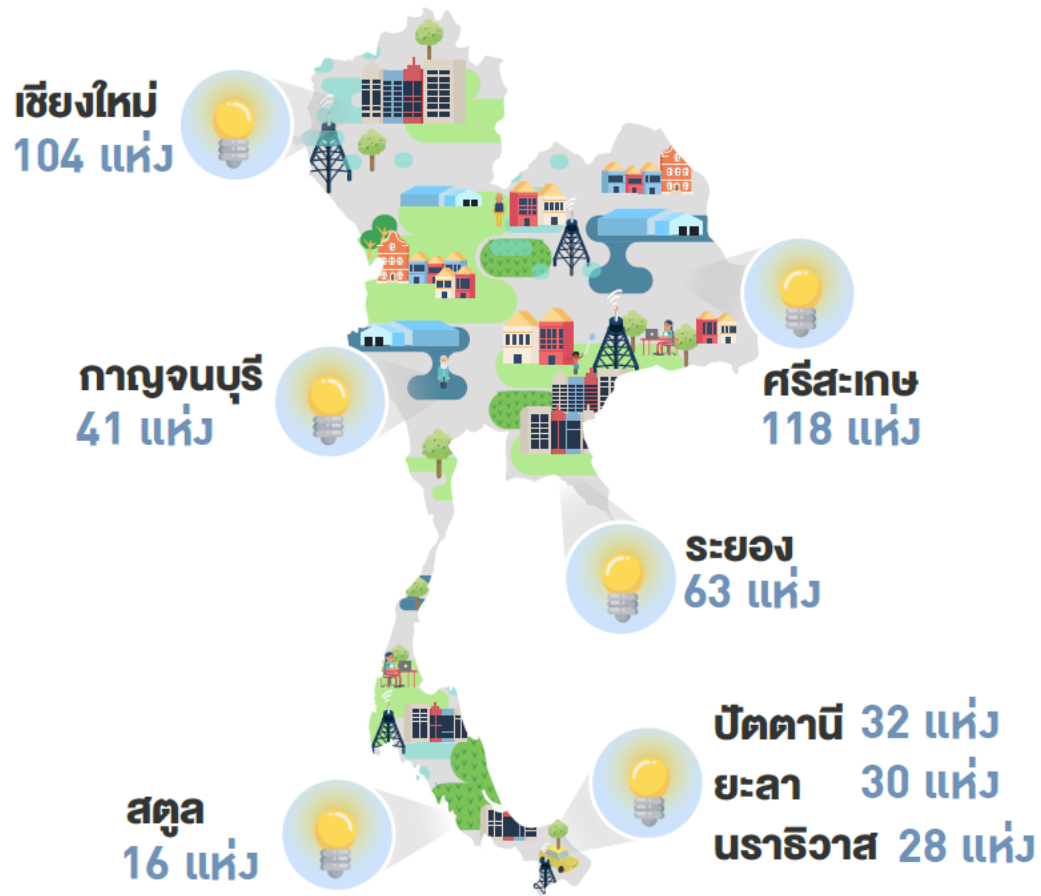 เชียงใหม่
104 แห่ง
กาญจนบุรี
41 แห่ง
ศรีสะเกษ
118 แห่ง
ระยอง
63 แห่ง
ปัตตานี 32 แห่ง
ยะลา 30 แห่ง
นราธิวาส 28 แห่ง
สตูล
16 แห่ง